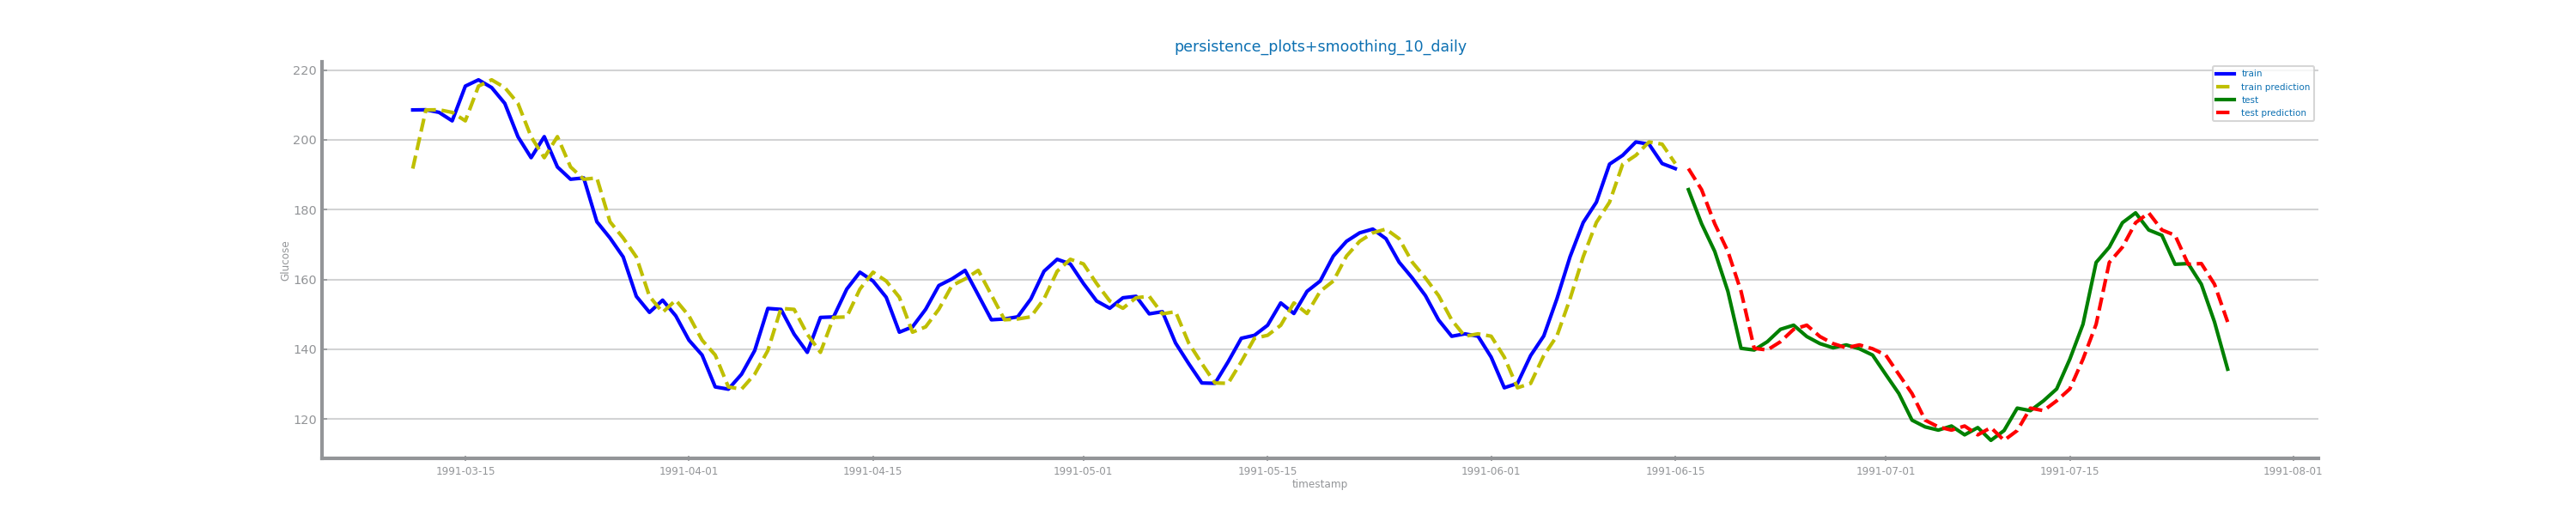 persistence_plots+smoothing_10_daily
train
train prediction
test
test prediction
220
200
180
160
140
120
Glucose
1991-03-15 1991-04-01 1991-04-15 1991-05-01 1991-05-15 1991-06-01 1991-06-15 1991-07-01 1991-07-15 1991-08-01
timestamp